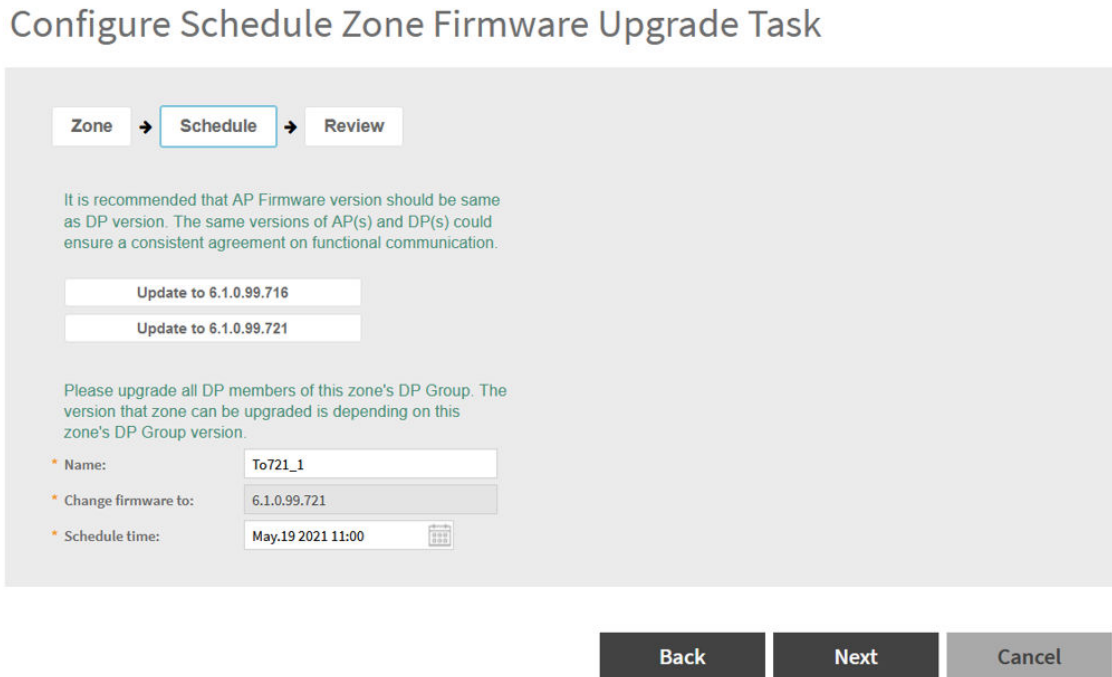 Configure Schedule Zone Firmware Upgrade Task
Zone Schedule Review
It is recommended that AP Firmware version should be same
as DP version. The same versions of AP(s) and DP(s) could
ensure a consistent agreement on functional communication.
Update to 6.1.0.99.716
Update to 6.1.0.99.721
Please upgrade all DP members of this zone's DP Group. The
version that zone can be upgraded is depending on this
zone's DP Group version.
* Name: To721_1
* Change firmware to: 6.1.0.99.721
* Schedule time: May.19 2021 11:00
Back Next Cancel